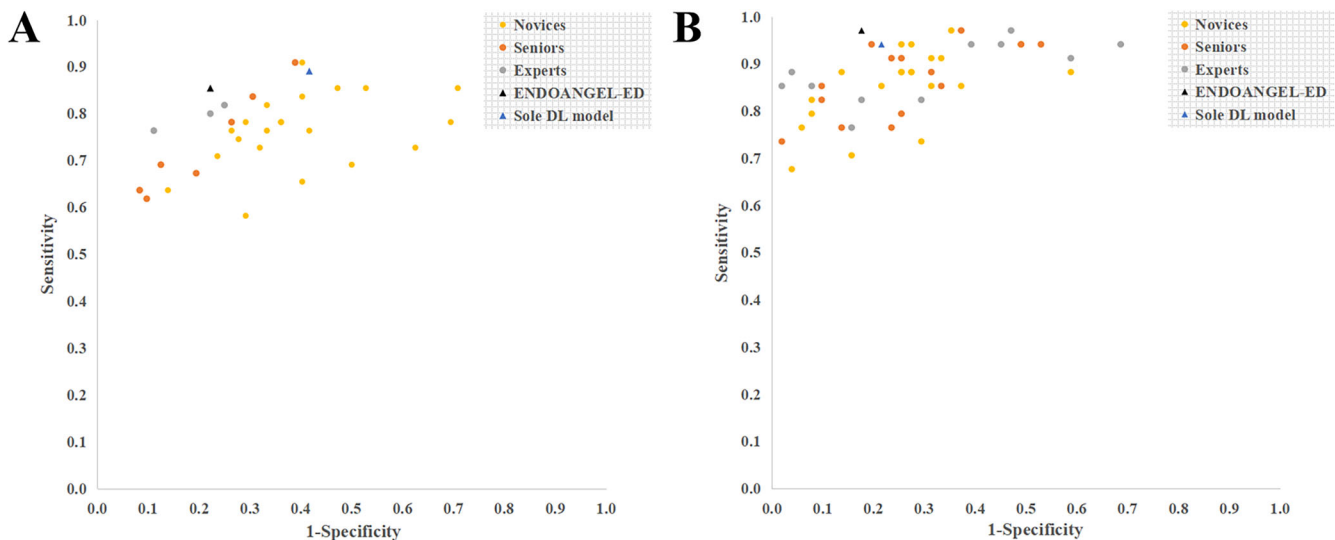 A
Novices
Seniors
Experts
ENDOANGEL-ED
Sole DL model
1.0
0.9
0.8
0.7
0.6
0.5
0.4
0.3
0.2
0.1
0.0
Sensitivity
0.0 0.1 0.2 0.3 0.4 0.5 0.6 0.7 0.8 0.9 1.0
1-Specificity
B
Novices
Seniors
Experts
ENDOANGEL-ED
Sole DL model
1.0
0.9
0.8
0.7
0.6
0.5
0.4
0.3
0.2
0.1
0.0
Sensitivity
0.0 0.1 0.2 0.3 0.4 0.5 0.6 0.7 0.8 0.9 1.0
1-Specificity